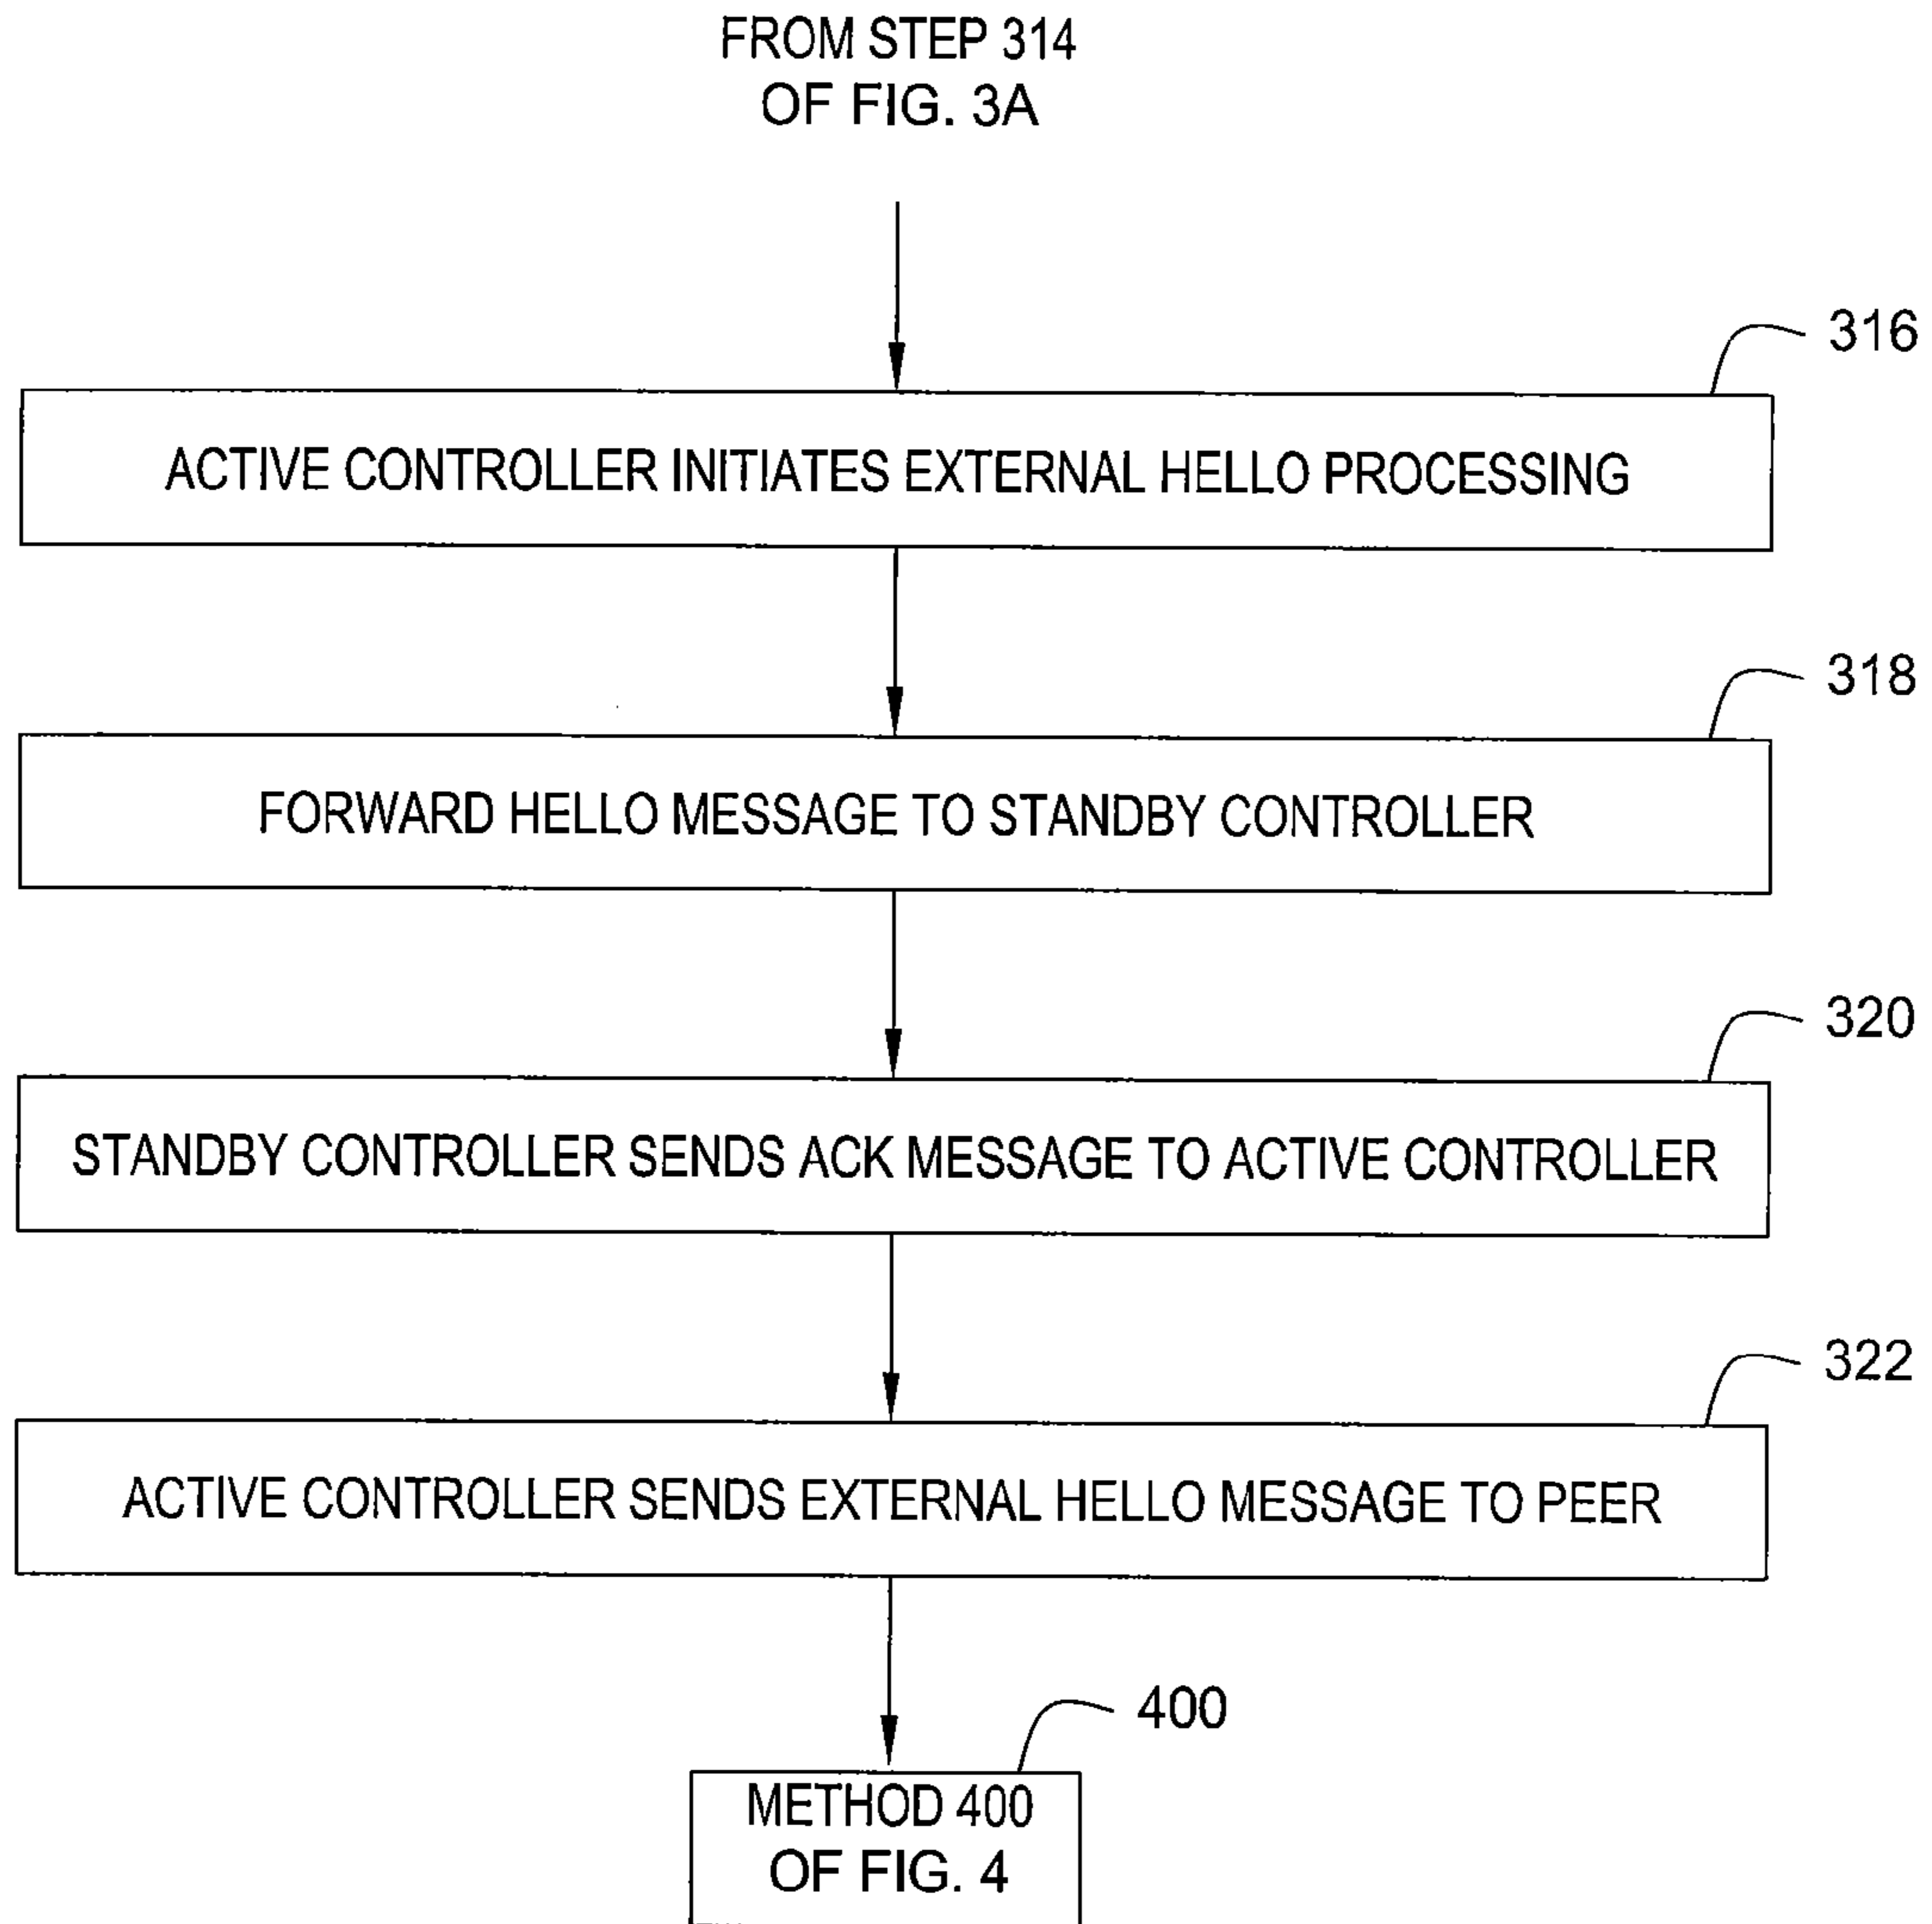 FROM STEP 314
OF FIG. 3A
316
ACTIVE CONTROLLER INITIATES EXTERNAL HELLO PROCESSING
318
FORWARD HELLO MESSAGE TO STANDBY CONTROLLER
320
STANDBY CONTROLLER SENDS ACK MESSAGE TO ACTIVE CONTROLLER
322
ACTIVE CONTROLLER SENDS EXTERNAL HELLO MESSAGE TO PEER
400
METHOD 400
OF FIG. 4